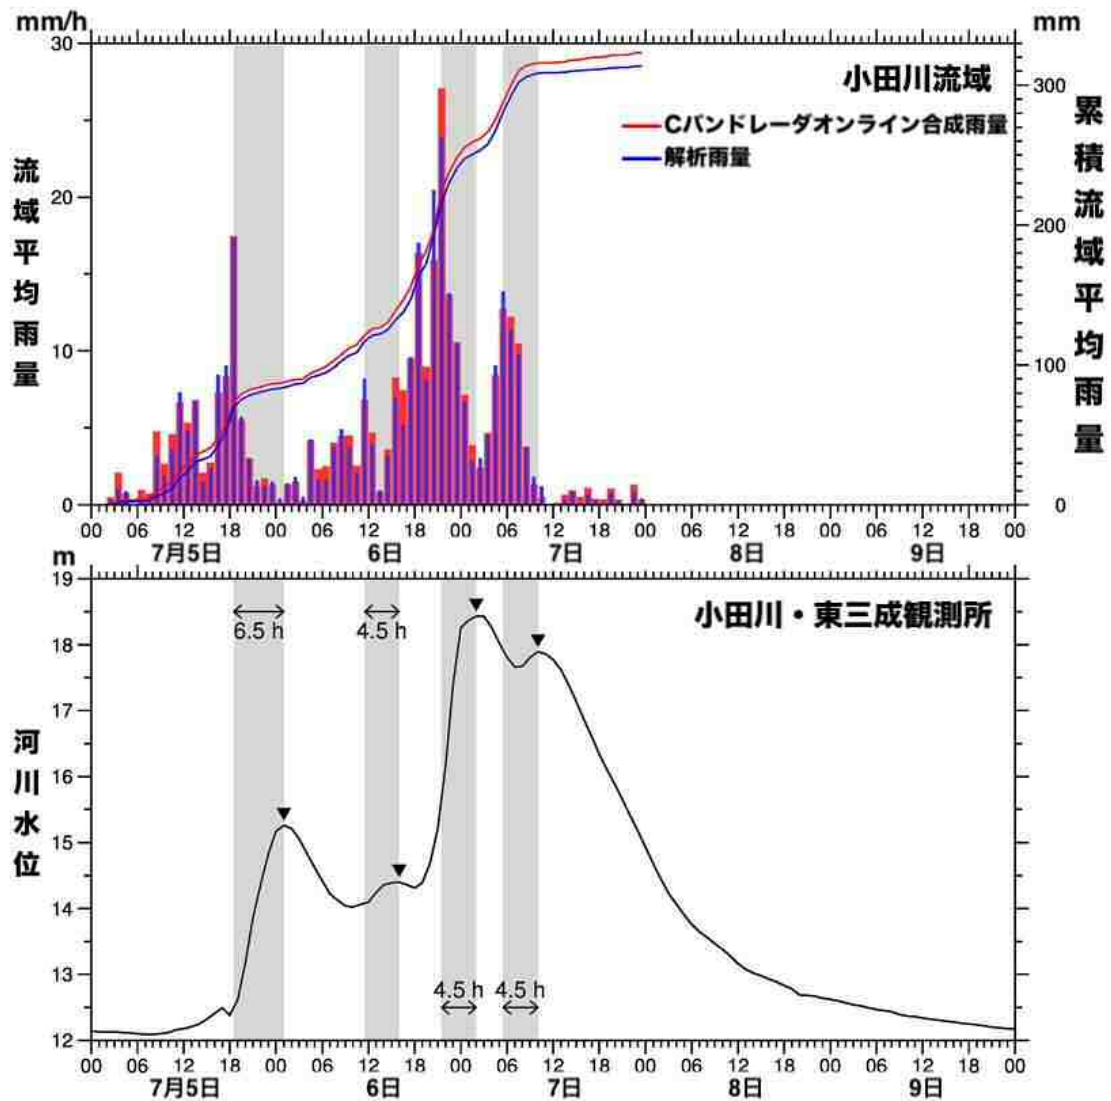 mm/h
mm
30
20
10
0
300
200
100
0
小田川流域
Cバンドレーダオンライン合成雨量
解析雨量
流域平均雨量
累積流域平均雨量
00 06 12 18 00 06 12 18 00 06 12 18 00 06 12 18 00 06 12 18 00
7月5日 6日 7日 8日 9日
m
19
18
17
16
15
14
13
12
小田川・東三成観測所
6.5 h
4.5 h
4.5 h
4.5 h
河川水位
00 06 12 18 00 06 12 18 00 06 12 18 00 06 12 18 00 06 12 18 00
7月5日 6日 7日 8日 9日